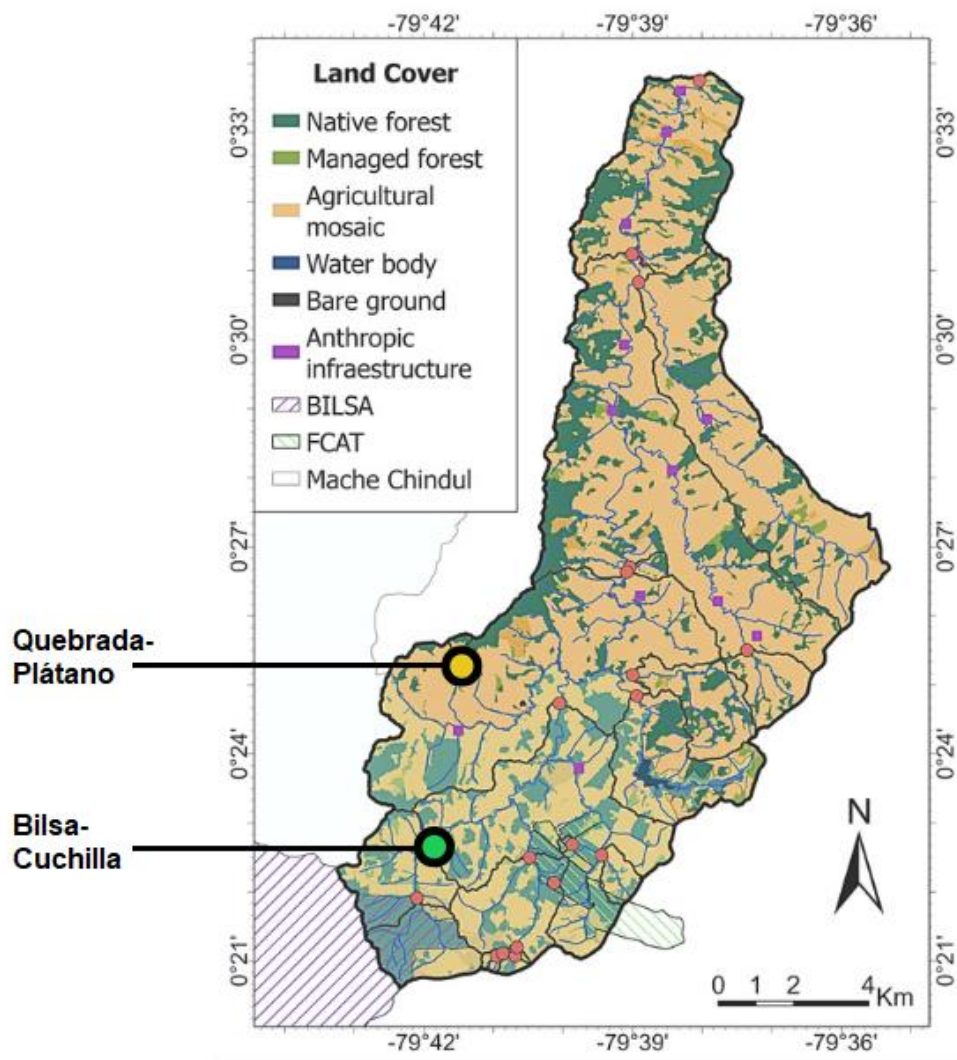 -79°42'
-79°39'
-79°36'
Land Cover
Native forest
Managed forest
Agricultural
mosaic
Water body
Bare ground
Anthropic
infraestructure
BILSA
FCAT
Mache Chindul
0°33'
0°33'
0°30'
0°30'
0°27'
0°27'
Quebrada-
Plátano
0°24'
0°24'
Bilsa-
Cuchilla
N
0°21'
0°21'
0 1 2 4 Km
-79°42'
-79°39'
-79°36'